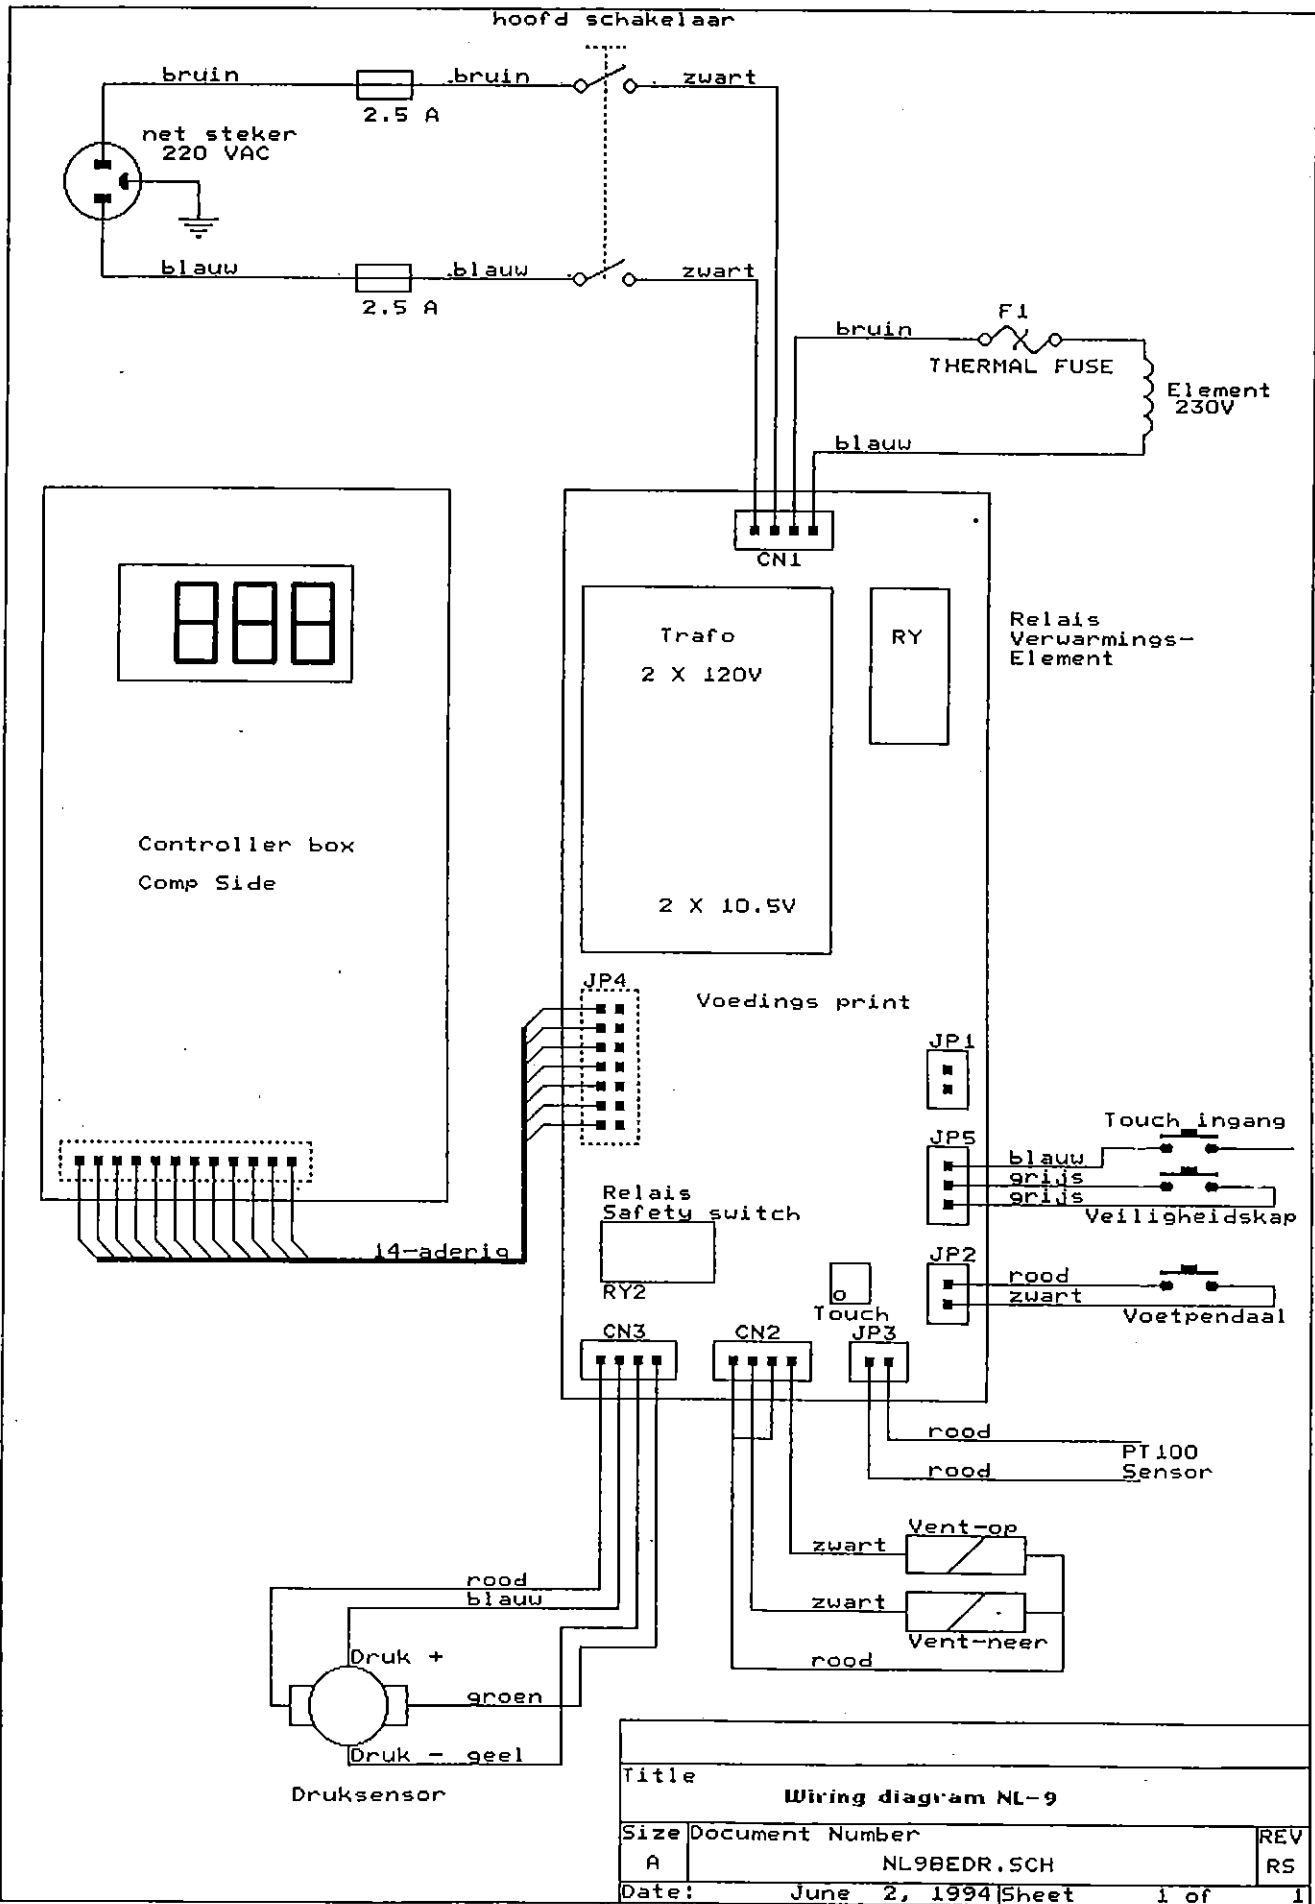 hoofd schakelaar
bruin
bruin
zwart
2.5 A
net steker
220 VAC
blauw
blauw
zwart
2.5 A
F1
bruin
THERMAL FUSE
Element
230V
blauw
CN1
Trafo
2 X 120V
RY
Relais
Verwarmings-
Element
Controller box
Comp Side
2 X 10.5V
JP4
Voedings print
JP1
Touch ingang
JP5
blauw
grijs
grijs
Veiligheidskap
Relais
Safety switch
RY2
14-aderig
JP2
rood
zwart
Voetpendaal
Touch
CN3
CN2
JP3
rood
PT100
Sensor
rood
Vent-op
zwart
zwart
Vent-neer
rood
rood
blauw
Druk +
groen
Druk - geel
Druksensor
Title
Wiring diagram NL-9
Size Document Number REV
A NL9BEDR.SCH RS
Date: June 2, 1994 Sheet 1 of 1